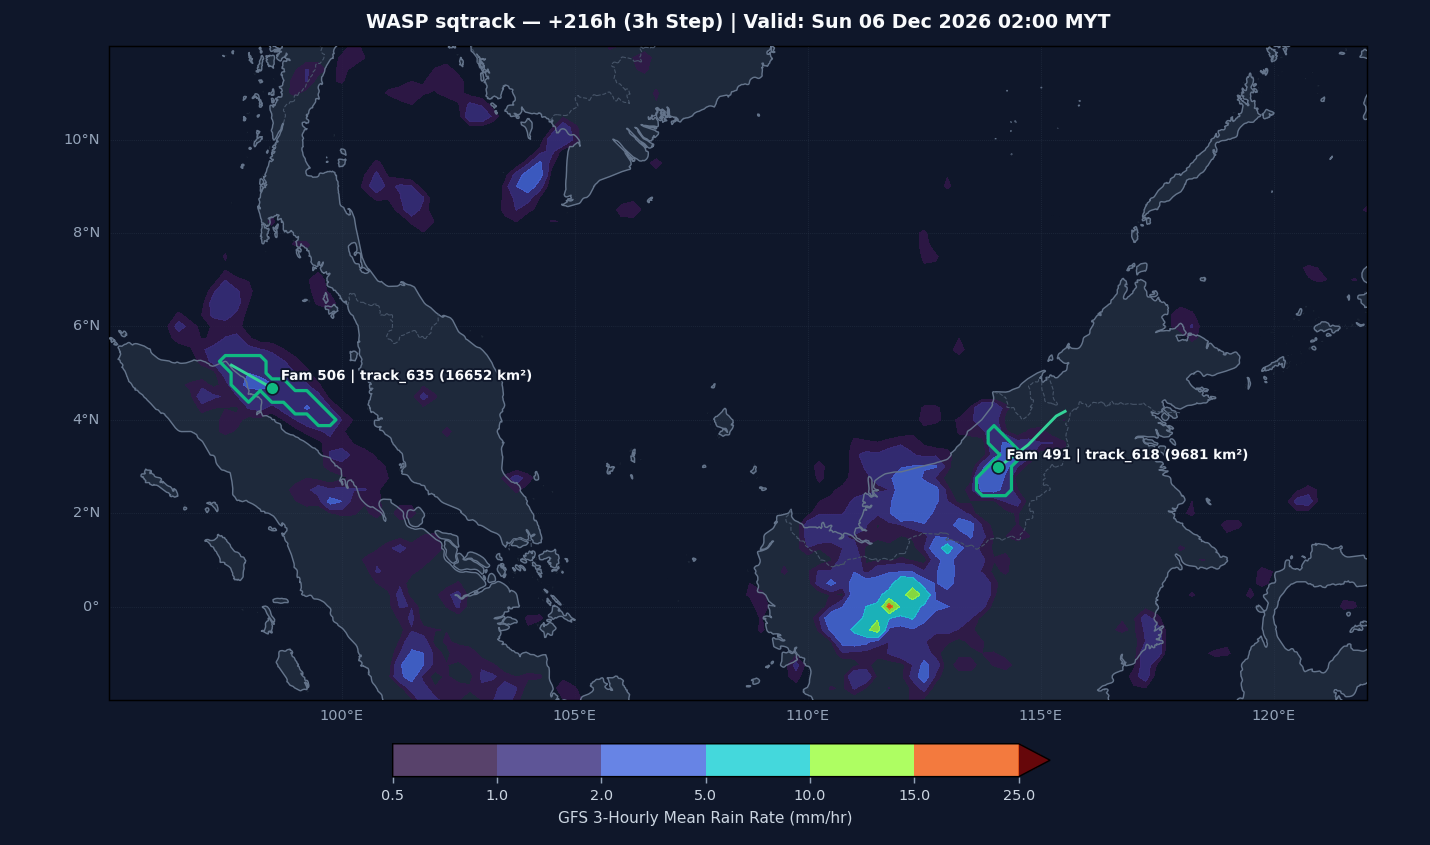 WASP sqtrack — +216h (3h Step) | Valid: Sun 06 Dec 2026 02:00 MYT
10°N
8°N
6°N
4°N
2°N
0°
Fam 506 | track_635 (16652 km²)
Fam 491 | track_618 (9681 km²)
100°E
105°E
110°E
115°E
120°E
0.5
1.0
2.0
5.0
10.0
15.0
25.0
GFS 3-Hourly Mean Rain Rate (mm/hr)